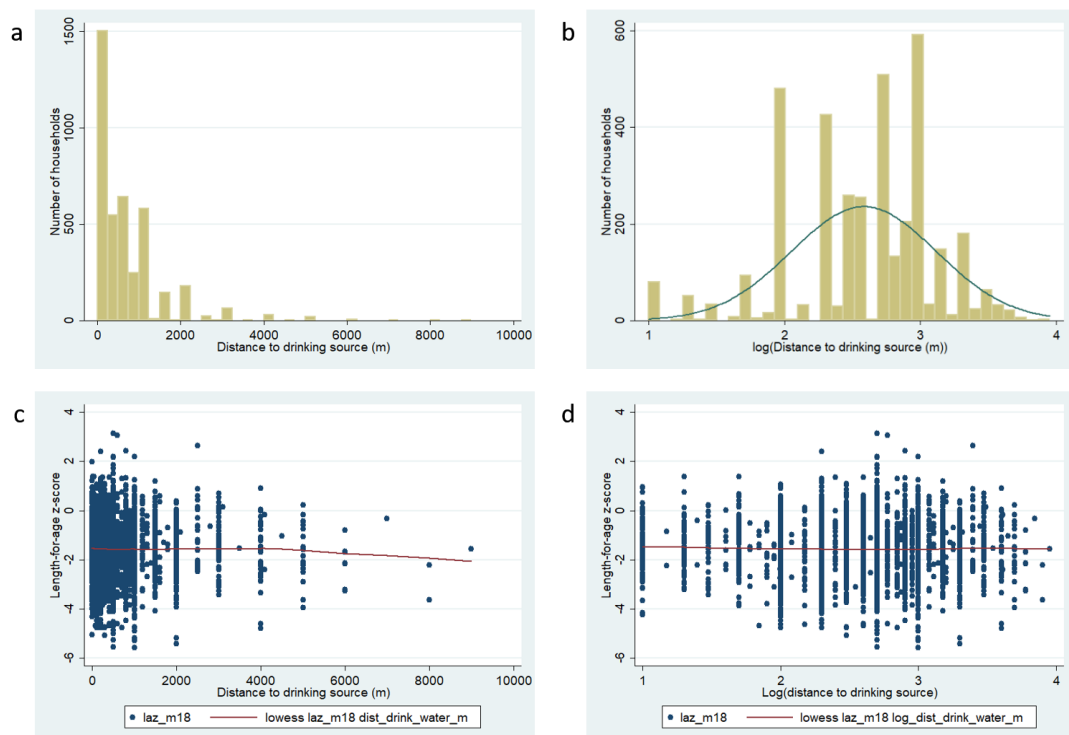 a
Number of households
1500
1000
500
0
0 2000 4000 6000 8000 10000
Distance to drinking source (m)
b
Number of households
600
400
200
0
1 2 3 4
log(Distance to drinking source (m))
c
Length-for-age z-score
4
2
0
-2
-4
-6
0 2000 4000 6000 8000 10000
Distance to drinking source (m)
laz_m18 lowess laz_m18 dist_drink_water_m
d
Length-for-age z-score
4
2
0
-2
-4
-6
1 2 3 4
Log(distance to drinking source)
laz_m18 lowess laz_m18 log_dist_drink_water_m